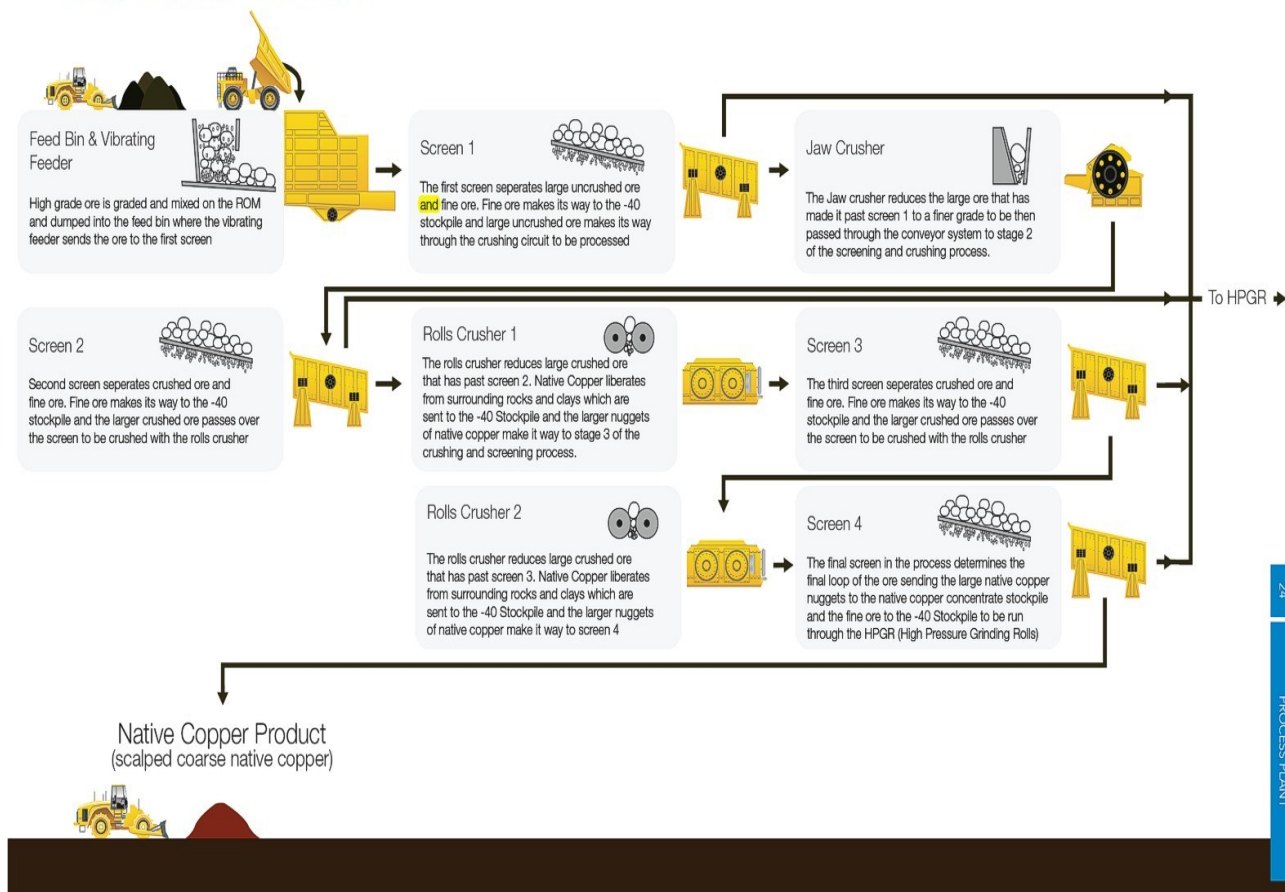 Feed Bin & Vibrating
Feeder
High grade ore is graded and mixed on the ROM
and dumped into the feed bin where the vibrating
feeder sends the ore to the first screen
Screen 1
The first screen seperates large uncrushed ore
and fine ore. Fine ore makes its way to the -40
stockpile and large uncrushed ore makes its way
through the crushing circuit to be processed
Jaw Crusher
The Jaw crusher reduces the large ore that has
made it past screen 1 to a finer grade to be then
passed through the conveyor system to stage 2
of the screening and crushing process.
To HPGR
Screen 2
Second screen seperates crushed ore and
fine ore. Fine ore makes its way to the -40
stockpile and the larger crushed ore passes over
the screen to be crushed with the rolls crusher
Rolls Crusher 1
The rolls crusher reduces large crushed ore
that has past screen 2. Native Copper liberates
from surrounding rocks and clays which are
sent to the -40 Stockpile and the larger nuggets
of native copper make it way to stage 3 of the
crushing and screening process.
Screen 3
The third screen seperates crushed ore and
fine ore. Fine ore makes its way to the -40
stockpile and the larger crushed ore passes over
the screen to be crushed with the rolls crusher
Rolls Crusher 2
The rolls crusher reduces large crushed ore
that has past screen 3. Native Copper liberates
from surrounding rocks and clays which are
sent to the -40 Stockpile and the larger nuggets
of native copper make it way to screen 4
Screen 4
The final screen in the process determines the
final loop of the ore sending the large native copper
nuggets to the native copper concentrate stockpile
and the fine ore to the -40 Stockpile to be run
through the HPGR (High Pressure Grinding Rolls)
Native Copper Product
(scalped coarse native copper)
24
PROCESS PLANT